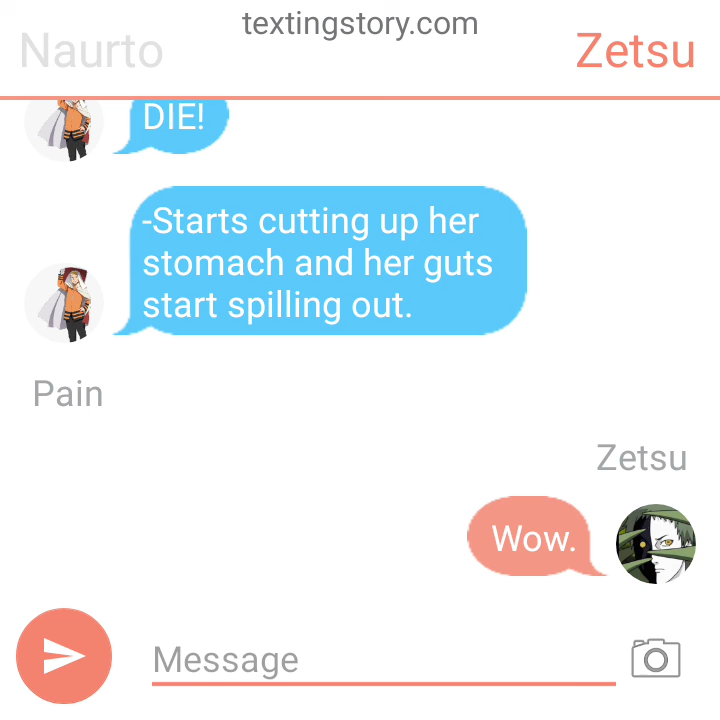 textingstory.com
Naurto
Zetsu
DIE!
-Starts cutting up her
stomach and her guts
start spilling out.
Pain
Zetsu
Wow.
Message